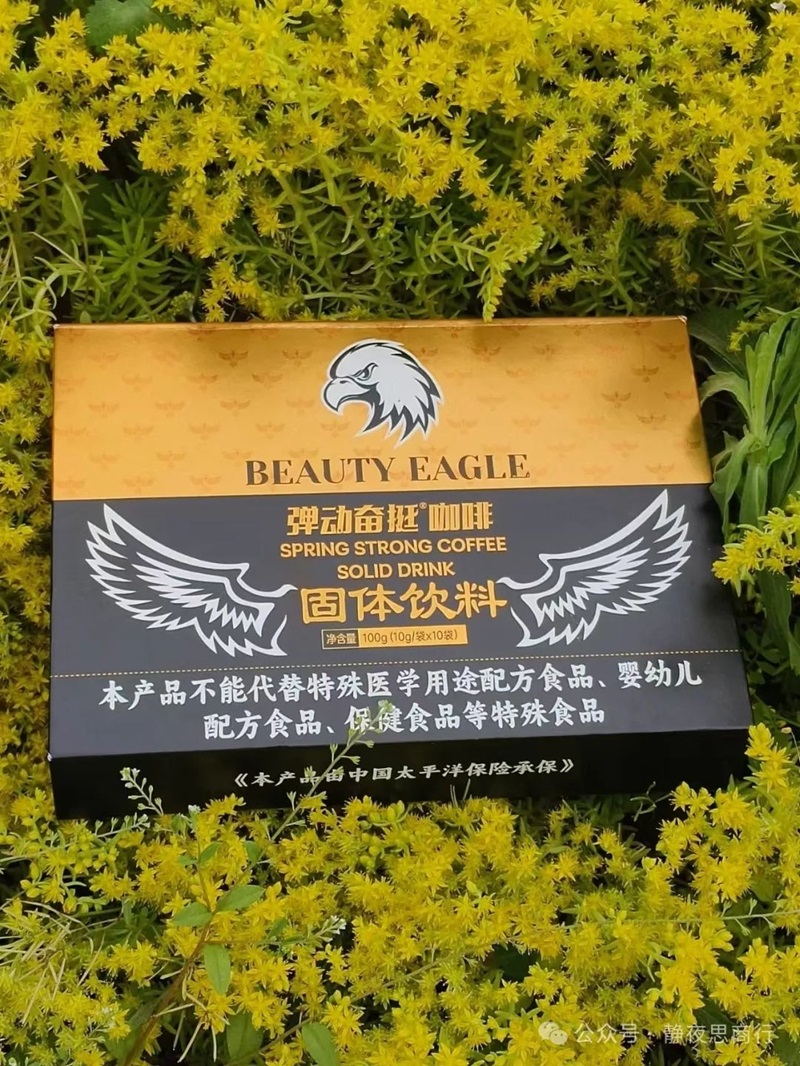 BEAUTY EAGLE
弹动奋挺®咖啡
SPRING STRONG COFFEE
SOLID DRINK
固体饮料
净含量 100g (10g/袋x10袋)
本产品不能代替特殊医学用途配方食品、婴幼儿
配方食品、保健食品等特殊食品
《本产品由中国太平洋保险承保》
公众号·静夜思商行